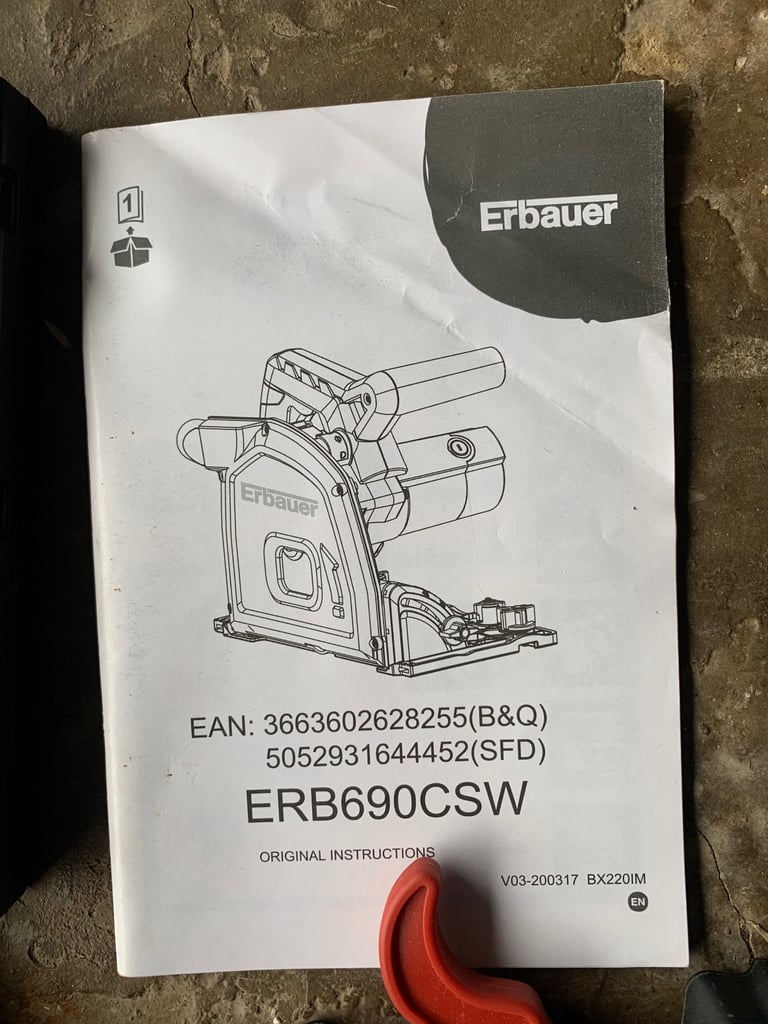 1
Erbauer
Erbauer
EAN: 3663602628255(B&Q)
5052931644452(SFD)
ERB690CSW
ORIGINAL INSTRUCTIONS
V03-200317 BX220IM
EN